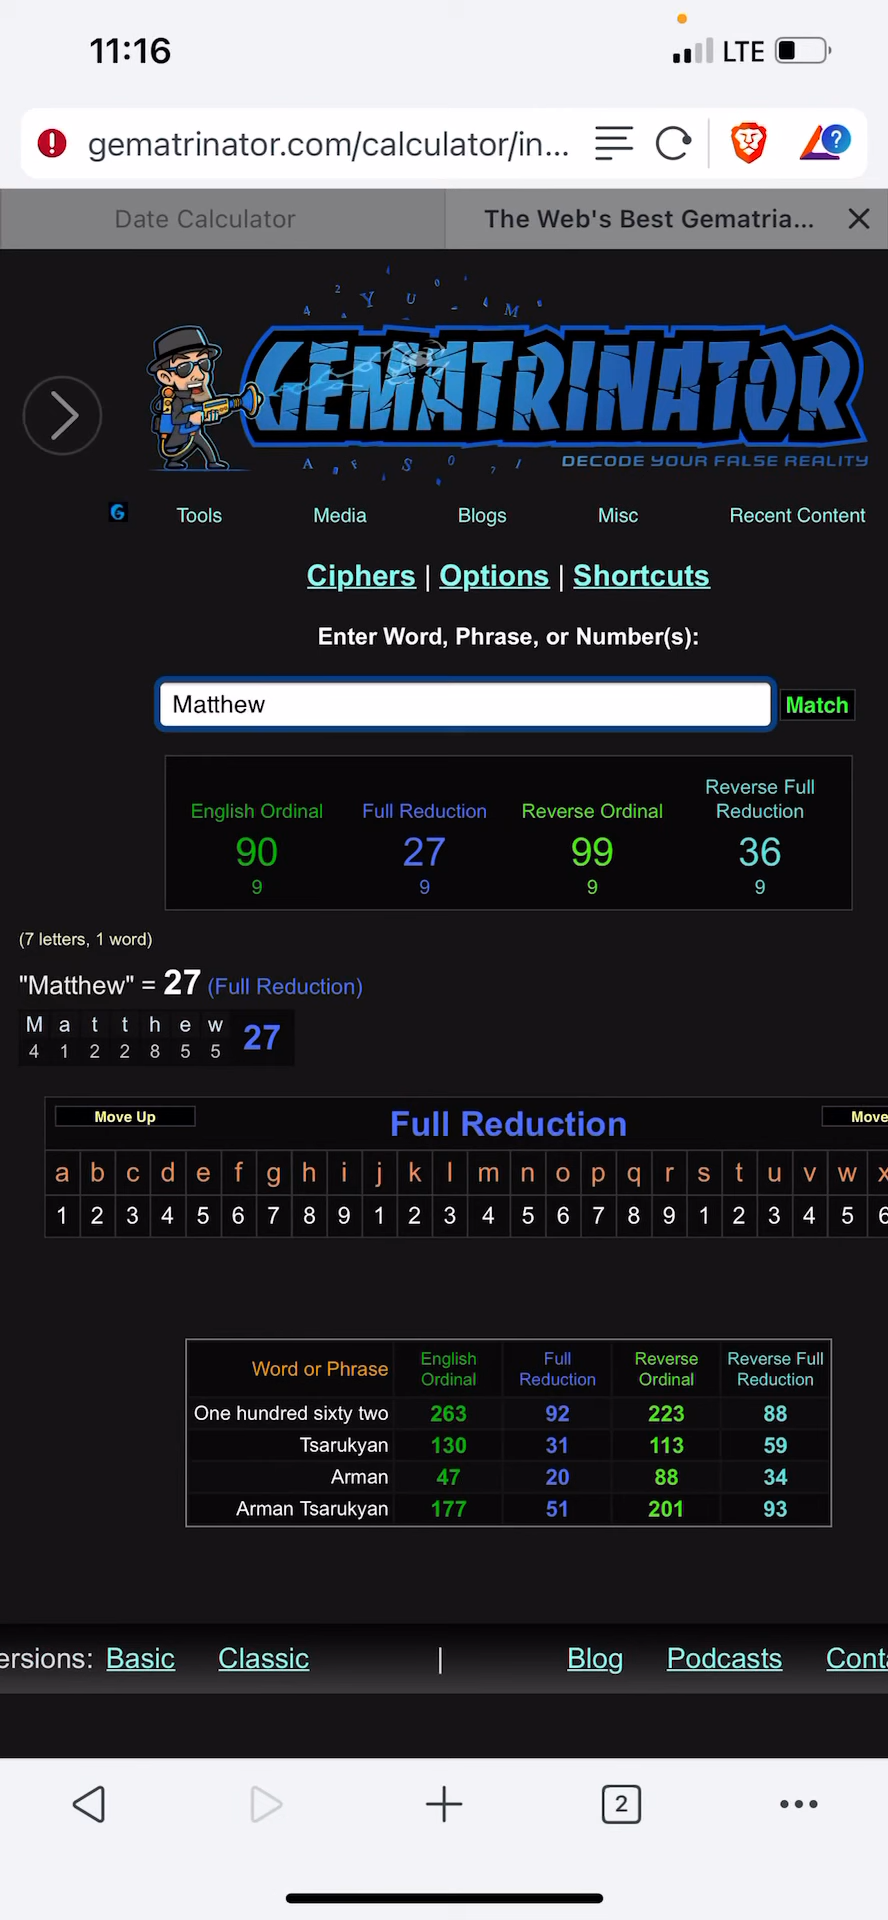 11:16
LTE
gematrinator.com/calculator/in...
Date Calculator
The Web's Best Gematria...
GEMATRINATOR
DECODE YOUR FALSE REALITY
Tools Media Blogs Misc Recent Content
Ciphers | Options | Shortcuts
Enter Word, Phrase, or Number(s):
Matthew
Match
English Ordinal Full Reduction Reverse Ordinal Reverse Full Reduction
90 27 99 36
9 9 9 9
(7 letters, 1 word)
"Matthew" = 27 (Full Reduction)
M a t t h e w
4 1 2 2 8 5 5 27
Move Up Full Reduction Move
a b c d e f g h i j k l m n o p q r s t u v w x
1 2 3 4 5 6 7 8 9 1 2 3 4 5 6 7 8 9 1 2 3 4 5 6
Word or Phrase English Ordinal Full Reduction Reverse Ordinal Reverse Full Reduction
One hundred sixty two 263 92 223 88
Tsarukyan 130 31 113 59
Arman 47 20 88 34
Arman Tsarukyan 177 51 201 93
ersions: Basic Classic | Blog Podcasts Cont
2